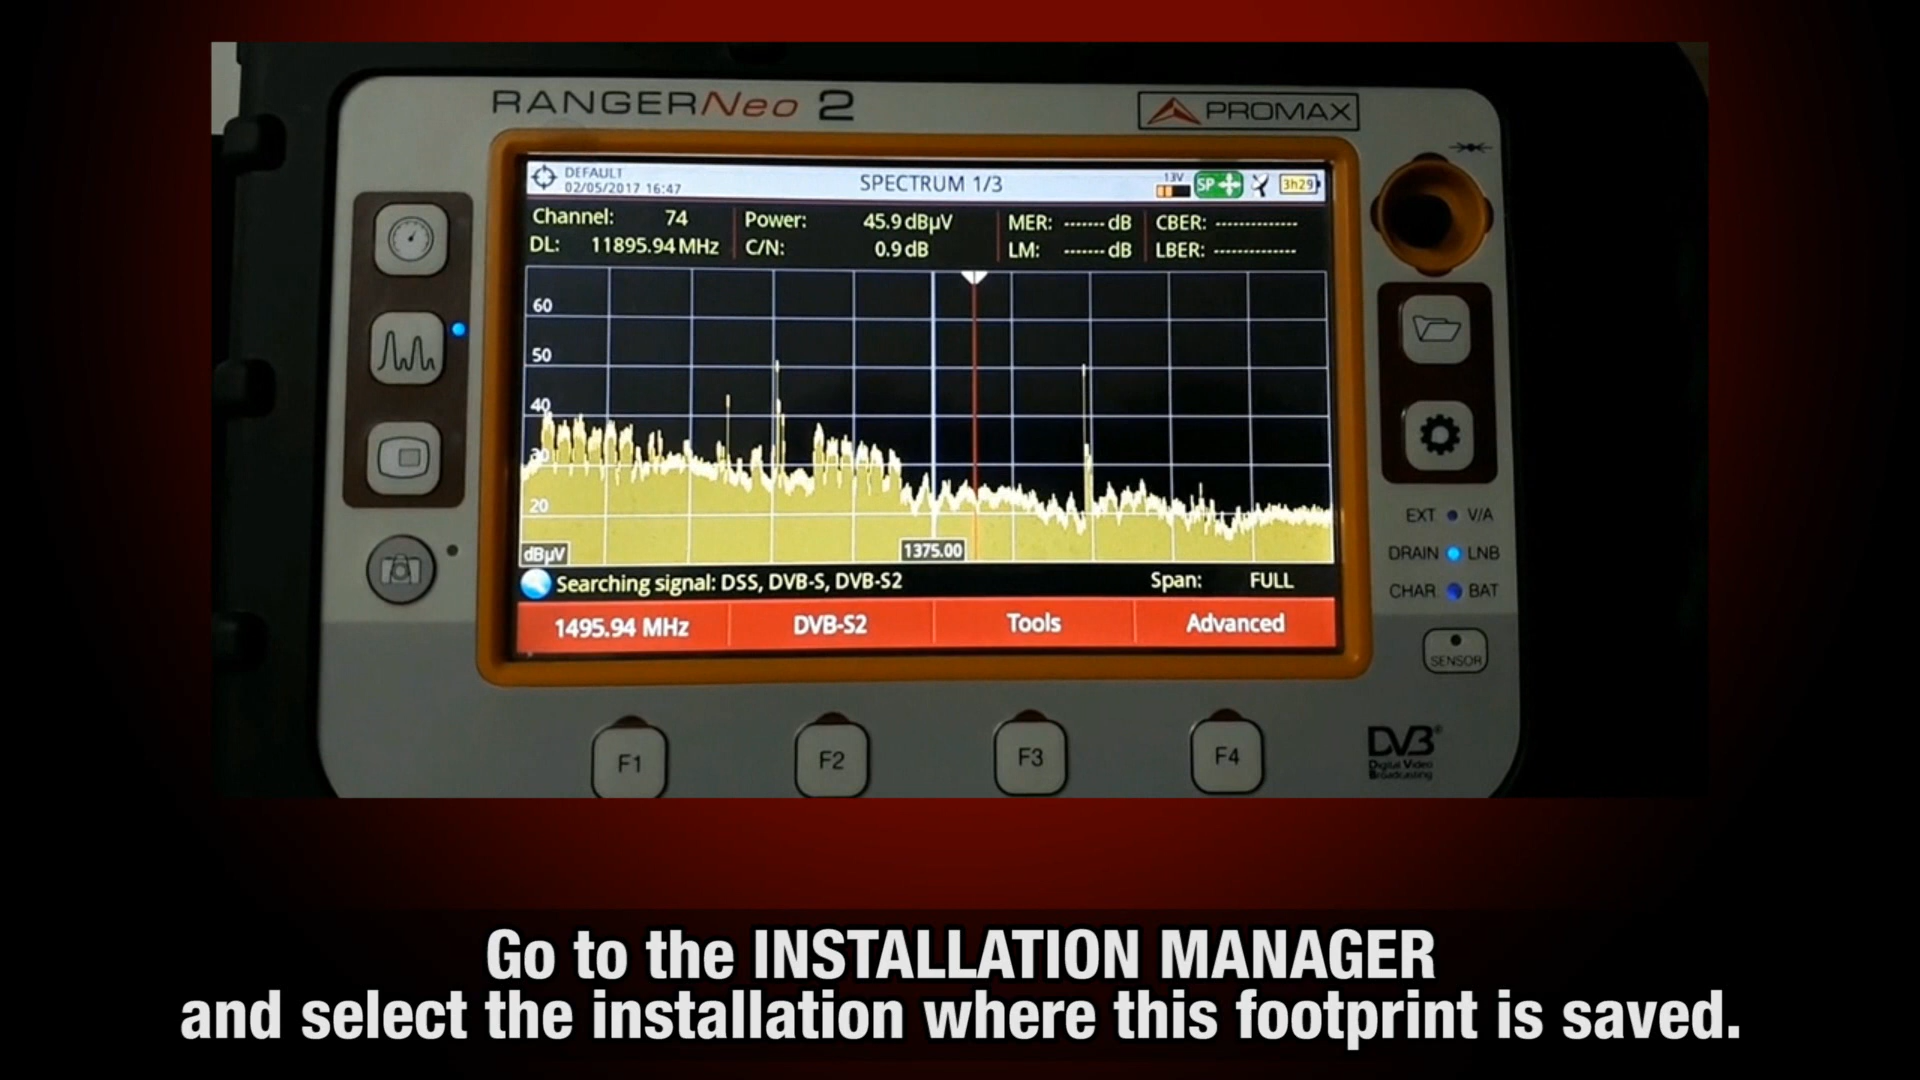 RANGERNeo 2
PROMAX
DEFAULT
02/05/2017 16:47
SPECTRUM 1/3
13V
SP
3h29
Channel: 74
Power: 45.9 dBµV
MER: ------- dB
CBER: -------------
DL: 11895.94 MHz
C/N: 0.9 dB
LM: ------- dB
LBER: -------------
60
50
40
30
20
dBµV
1375.00
Searching signal: DSS, DVB-S, DVB-S2
Span: FULL
1495.94 MHz
DVB-S2
Tools
Advanced
EXT V/A
DRAIN LNB
CHAR BAT
SENSOR
F1
F2
F3
F4
DVB®
Digital Video
Broadcasting
Go to the INSTALLATION MANAGER
and select the installation where this footprint is saved.